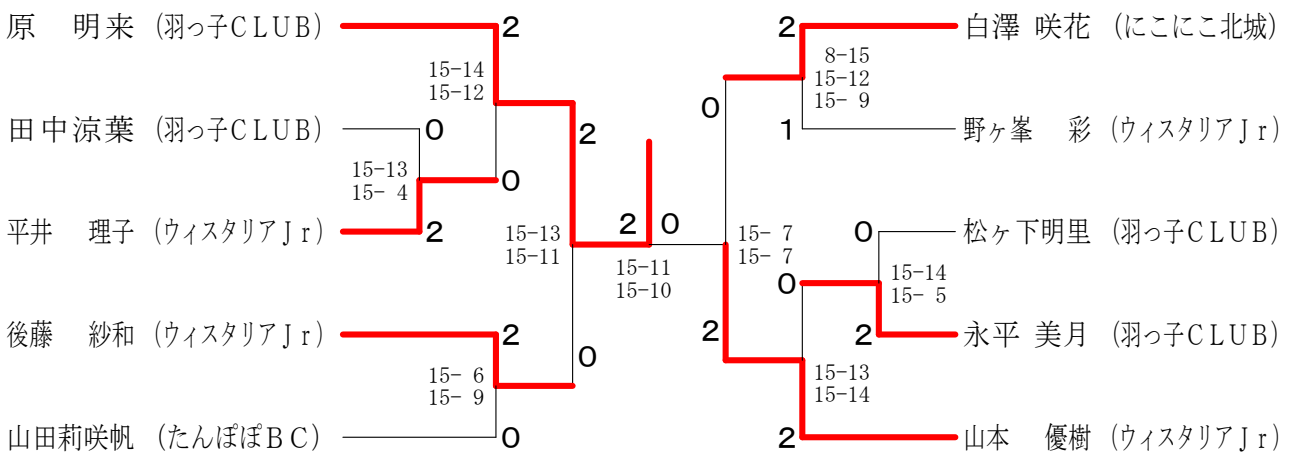 原　明来 (羽っ子CLUB) 2 2 白澤 咲花 (にこにこ北城)
15-14 8-15
15-12 15-12
0 15- 9
田中涼葉 (羽っ子CLUB) 0 2 1 野ヶ峯　彩 (ウィスタリアJr)
15-13 0
15- 4
平井　理子 (ウィスタリアJr) 2 15-13 2 0 15- 7 0 松ヶ下明里 (羽っ子CLUB)
15-11 15- 7
15-11 0 15-14
15-10 15- 5
後藤　紗和 (ウィスタリアJr) 2 2 2 永平 美月 (羽っ子CLUB)
0
15- 6 15-13
15- 9 15-14
山田莉咲帆 (たんぽぽBC) 0 2 山本　優樹 (ウィスタリアJr)